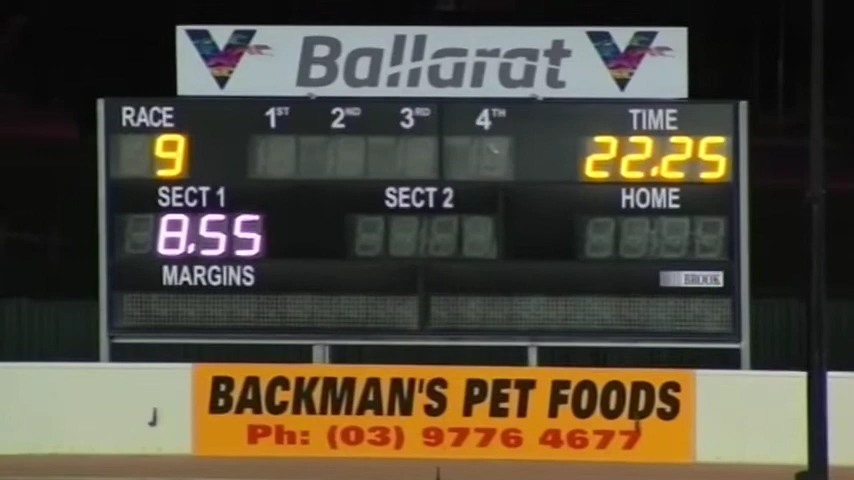 Ballarat
RACE 1ST 2ND 3RD 4TH TIME
9 22.25
SECT 1 SECT 2 HOME
8.55
MARGINS
BROOK
BACKMAN'S PET FOODS
Ph: (03) 9776 4677